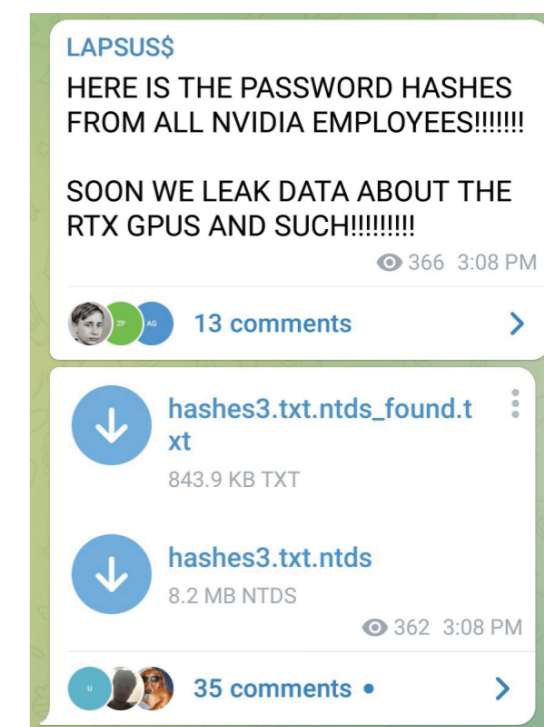 LAPSUS$
HERE IS THE PASSWORD HASHES
FROM ALL NVIDIA EMPLOYEES!!!!!!!
SOON WE LEAK DATA ABOUT THE
RTX GPUS AND SUCH!!!!!!!!!
366 3:08 PM
ZP AG
13 comments
hashes3.txt.ntds_found.t
xt
843.9 KB TXT
hashes3.txt.ntds
8.2 MB NTDS
362 3:08 PM
U
35 comments